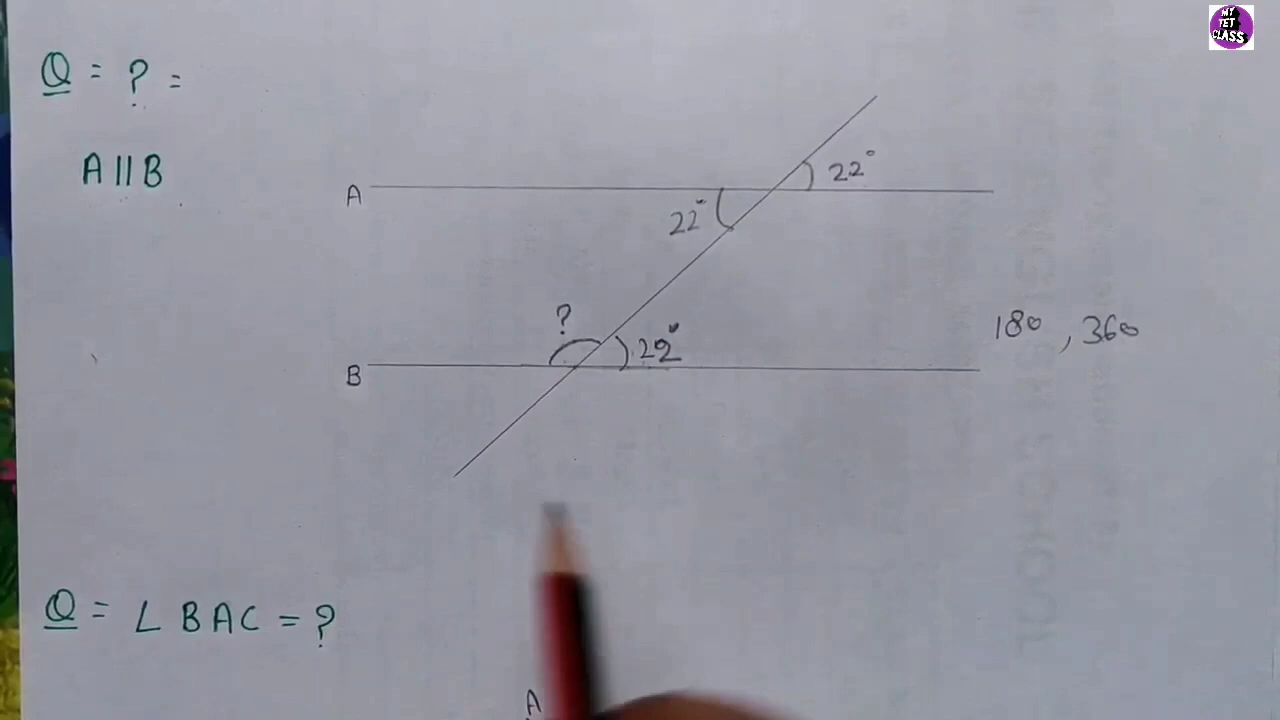 MY
TET
CLASS
Q = ? =
A || B
A
22°
22°
?
22°
B
180, 360
Q = ∠ BAC = ?
A